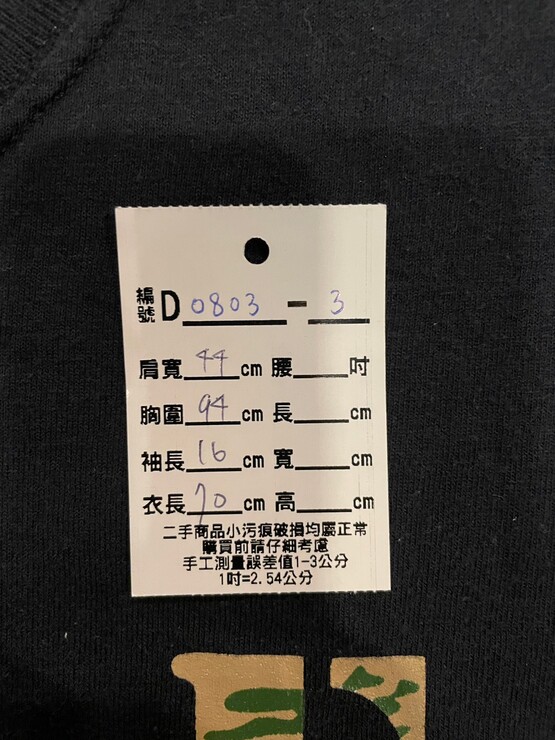 編號D 0803 - 3
肩寬 44 cm 腰___吋
胸圍 94 cm 長___cm
袖長 16 cm 寬___cm
衣長 70 cm 高___cm
二手商品小污痕破損均屬正常
購買前請仔細考慮
手工測量誤差值1-3公分
1吋=2.54公分